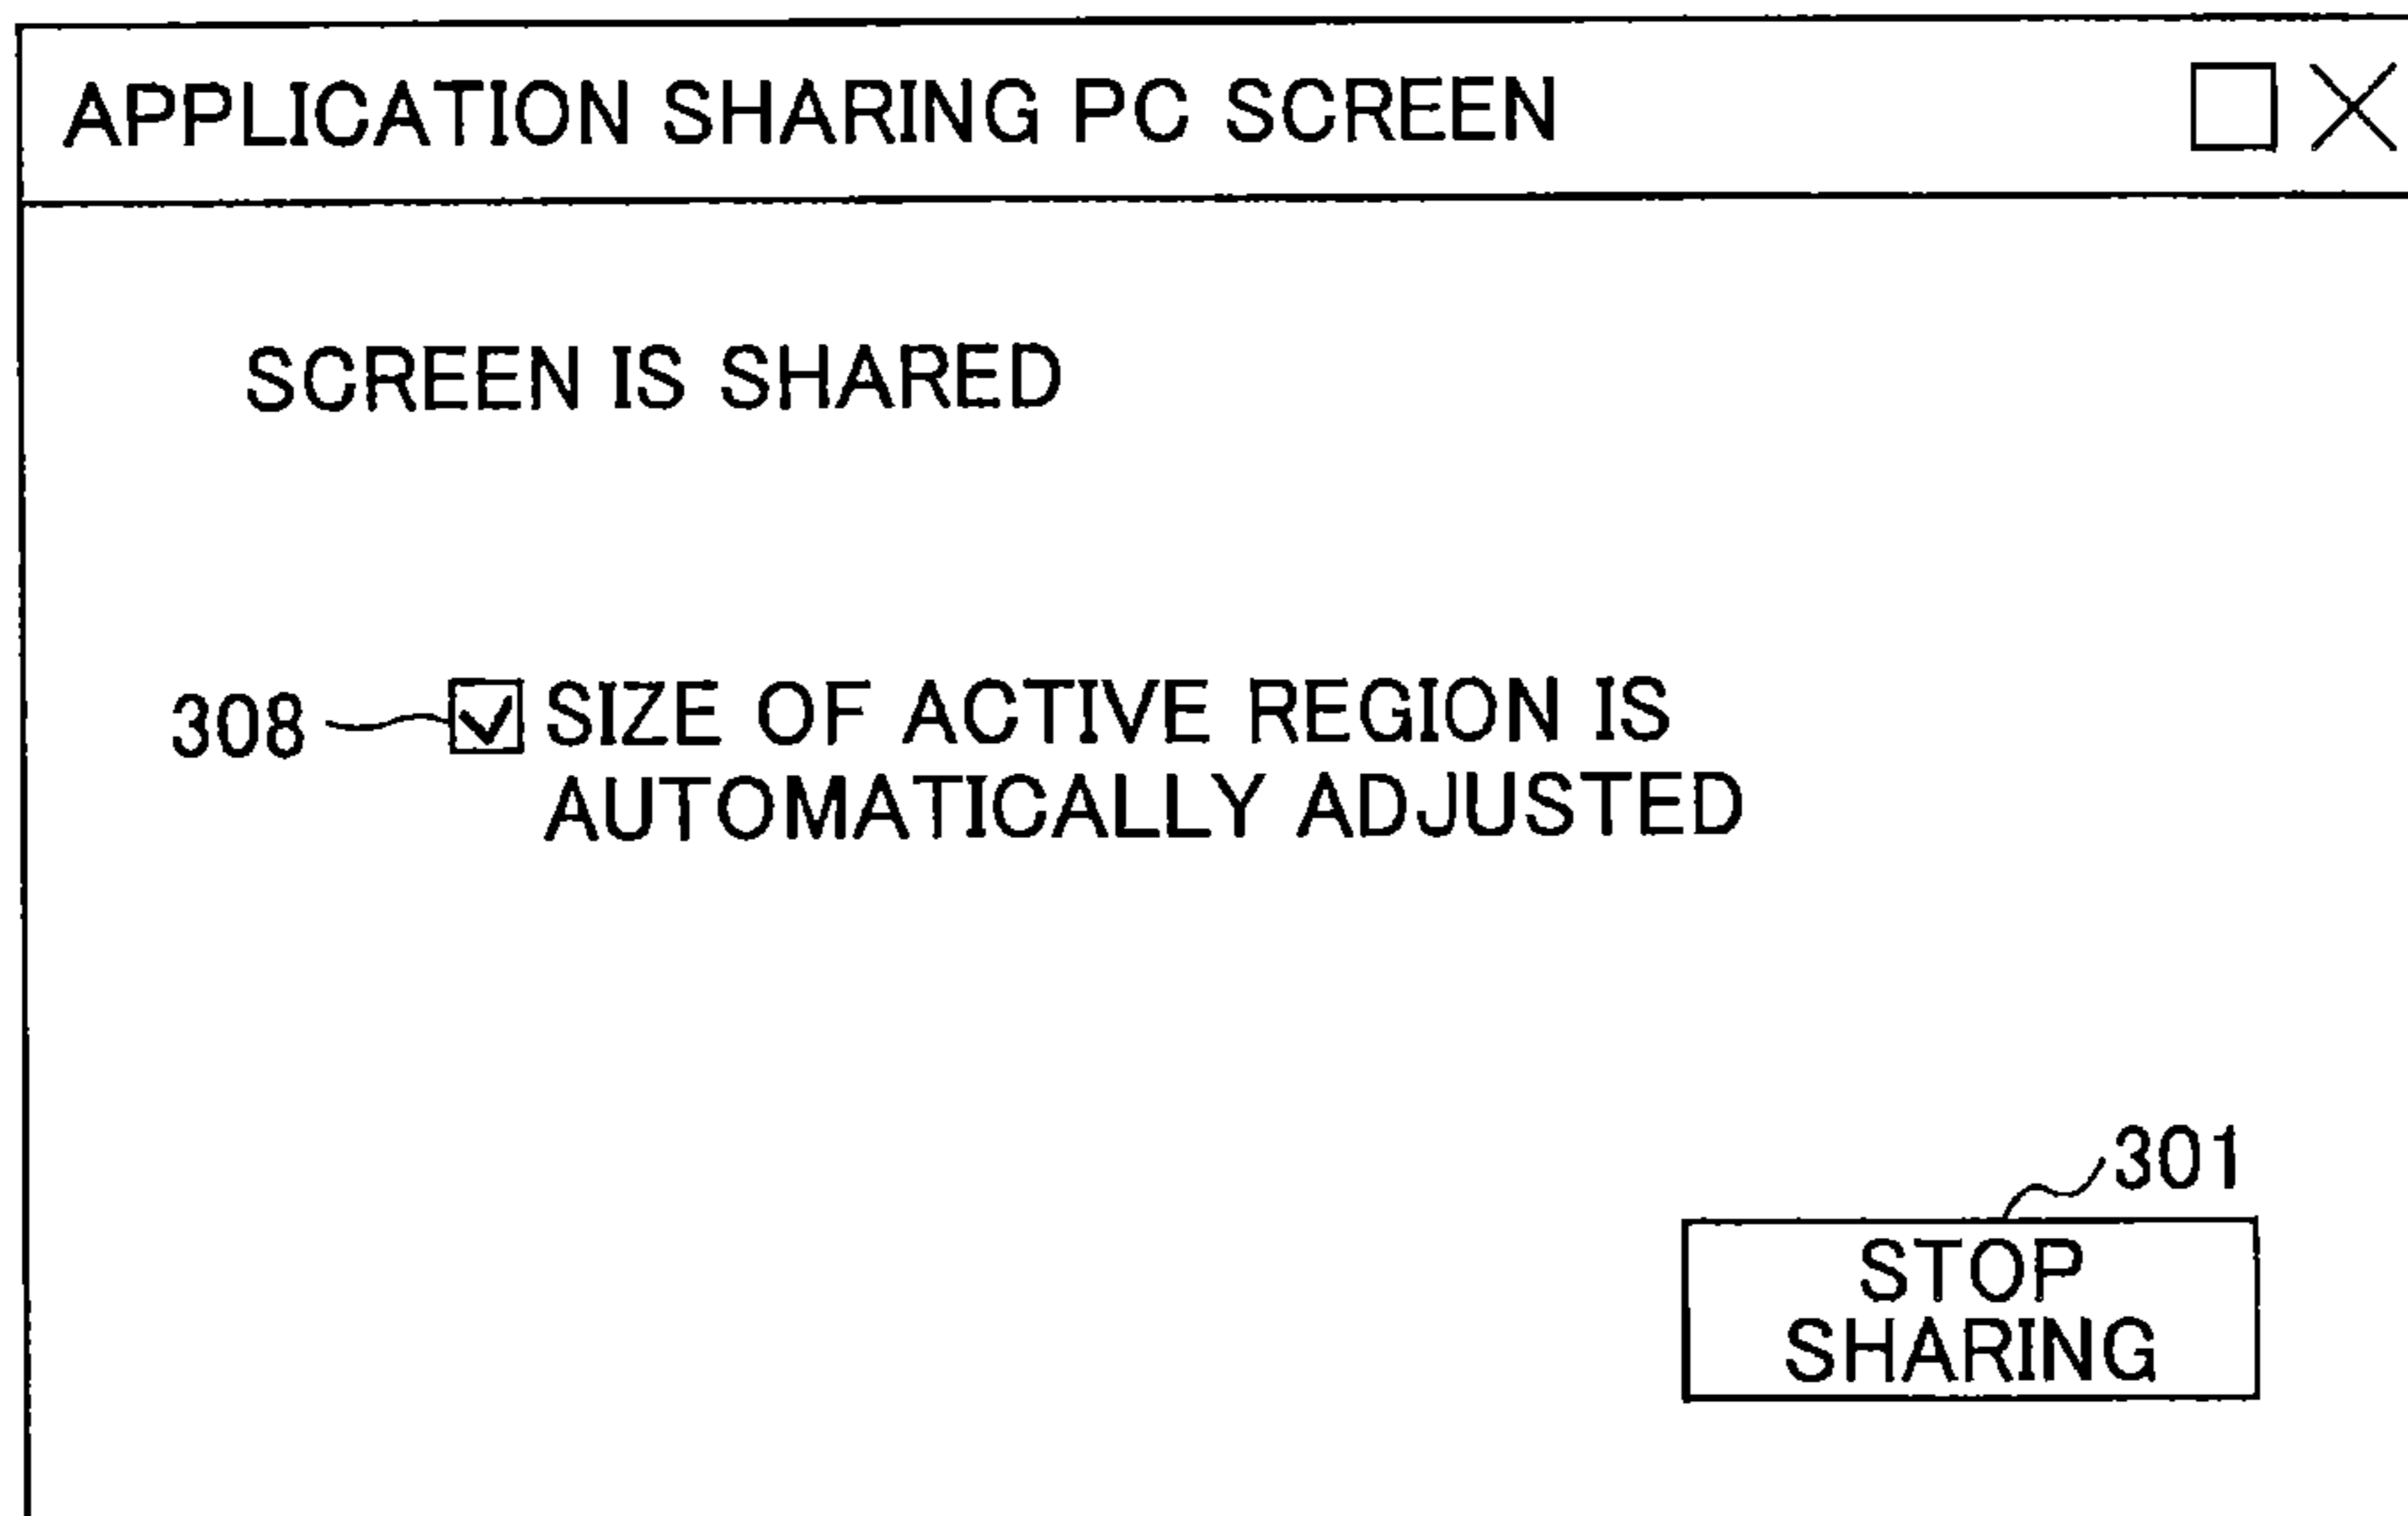 APPLICATION SHARING PC SCREEN
SCREEN IS SHARED
308
SIZE OF ACTIVE REGION IS
AUTOMATICALLY ADJUSTED
301
STOP
SHARING